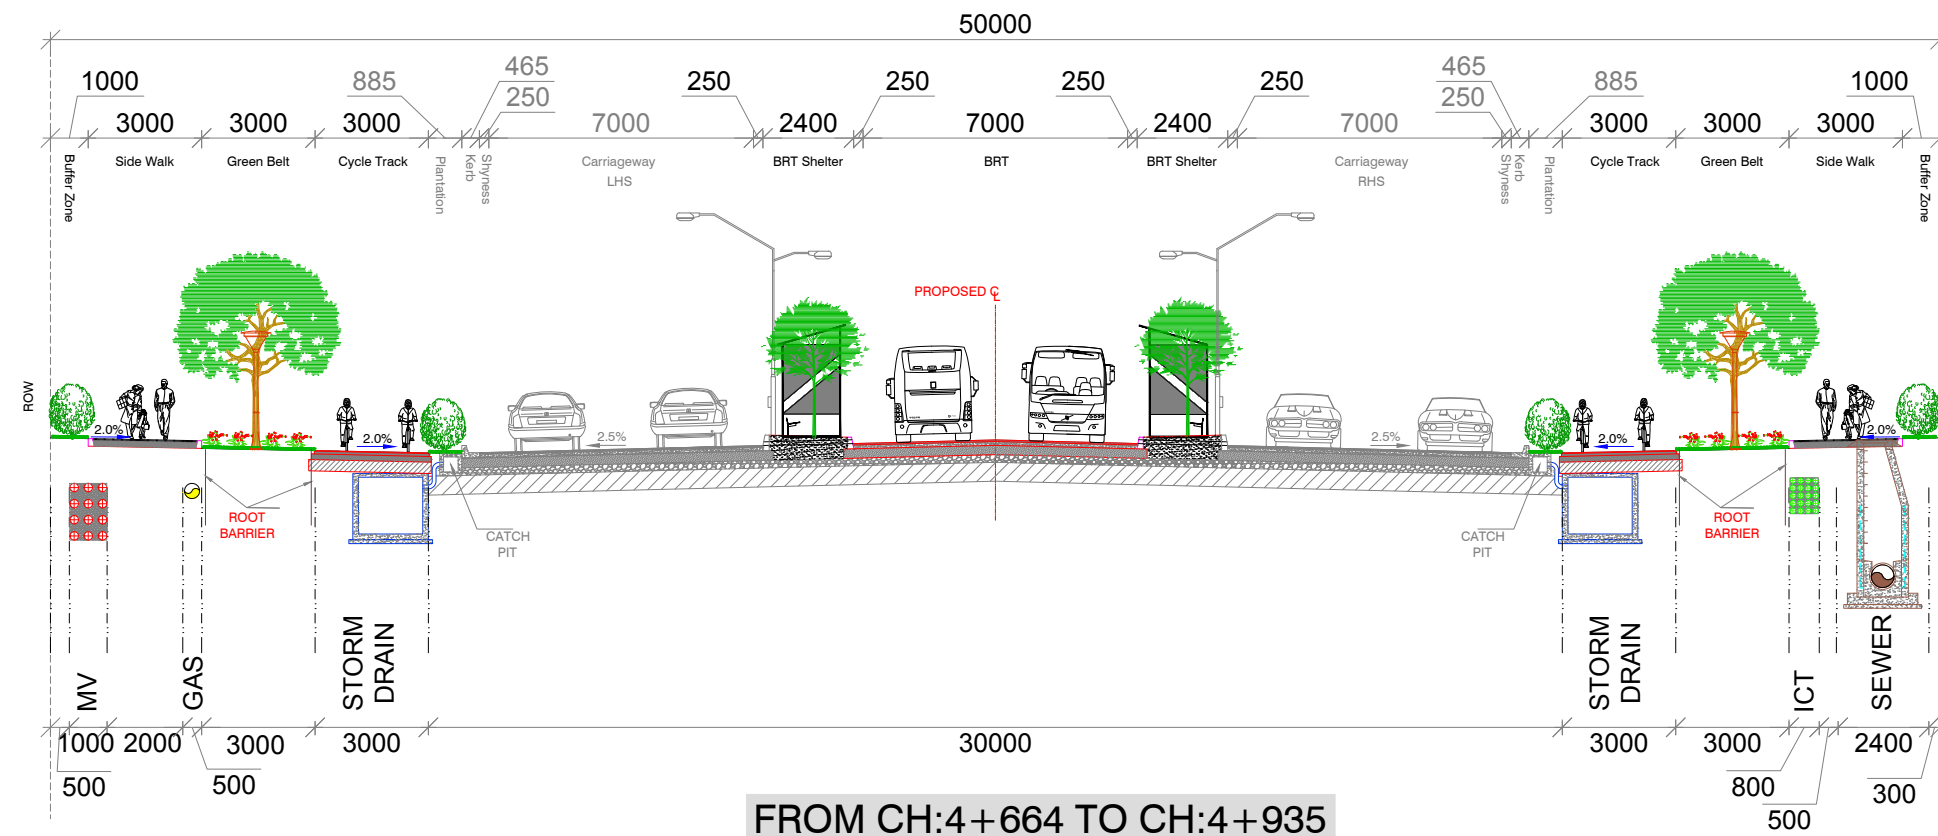 50000
1000
885
465
250
250
250
250
250
465
250
885
1000
3000
3000
3000
7000
2400
7000
2400
7000
3000
3000
3000
Buffer Zone
Side Walk
Green Belt
Cycle Track
Plantation
Kerb
Shyness
Carriageway
LHS
BRT Shelter
BRT
BRT Shelter
Carriageway
RHS
Shyness
Kerb
Plantation
Cycle Track
Green Belt
Side Walk
Buffer Zone
PROPOSED ℄
ROW
2.0%
2.0%
2.5%
2.5%
2.0%
2.0%
ROOT
BARRIER
CATCH
PIT
CATCH
PIT
ROOT
BARRIER
MV
GAS
STORM
DRAIN
STORM
DRAIN
ICT
SEWER
1000
2000
3000
3000
30000
3000
3000
2400
500
500
800
500
300
FROM CH:4+664 TO CH:4+935